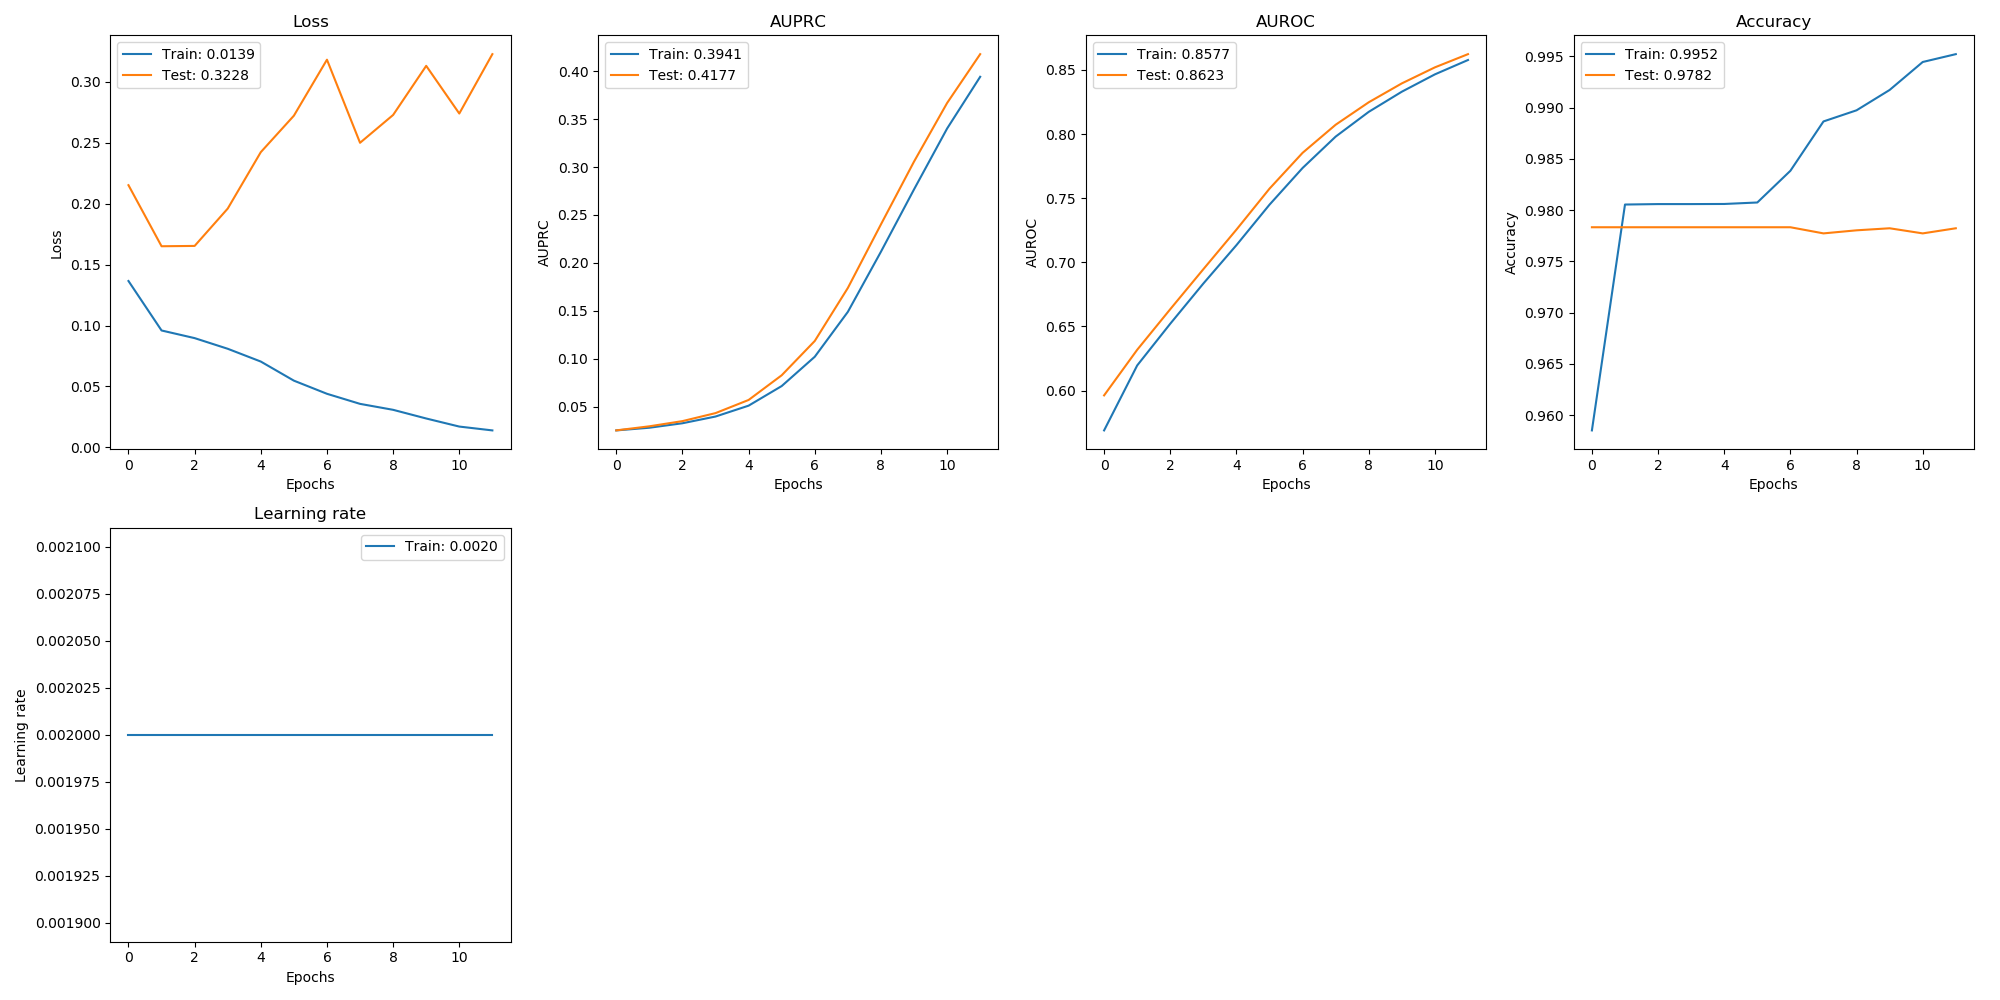 Loss
Train: 0.0139
Test: 0.3228
0.30
0.25
0.20
0.15
0.10
0.05
0.00
Loss
0 2 4 6 8 10
Epochs
AUPRC
Train: 0.3941
Test: 0.4177
0.40
0.35
0.30
0.25
0.20
0.15
0.10
0.05
AUPRC
0 2 4 6 8 10
Epochs
AUROC
Train: 0.8577
Test: 0.8623
0.85
0.80
0.75
0.70
0.65
0.60
AUROC
0 2 4 6 8 10
Epochs
Accuracy
Train: 0.9952
Test: 0.9782
0.995
0.990
0.985
0.980
0.975
0.970
0.965
0.960
Accuracy
0 2 4 6 8 10
Epochs
Learning rate
Train: 0.0020
0.002100
0.002075
0.002050
0.002025
0.002000
0.001975
0.001950
0.001925
0.001900
Learning rate
0 2 4 6 8 10
Epochs